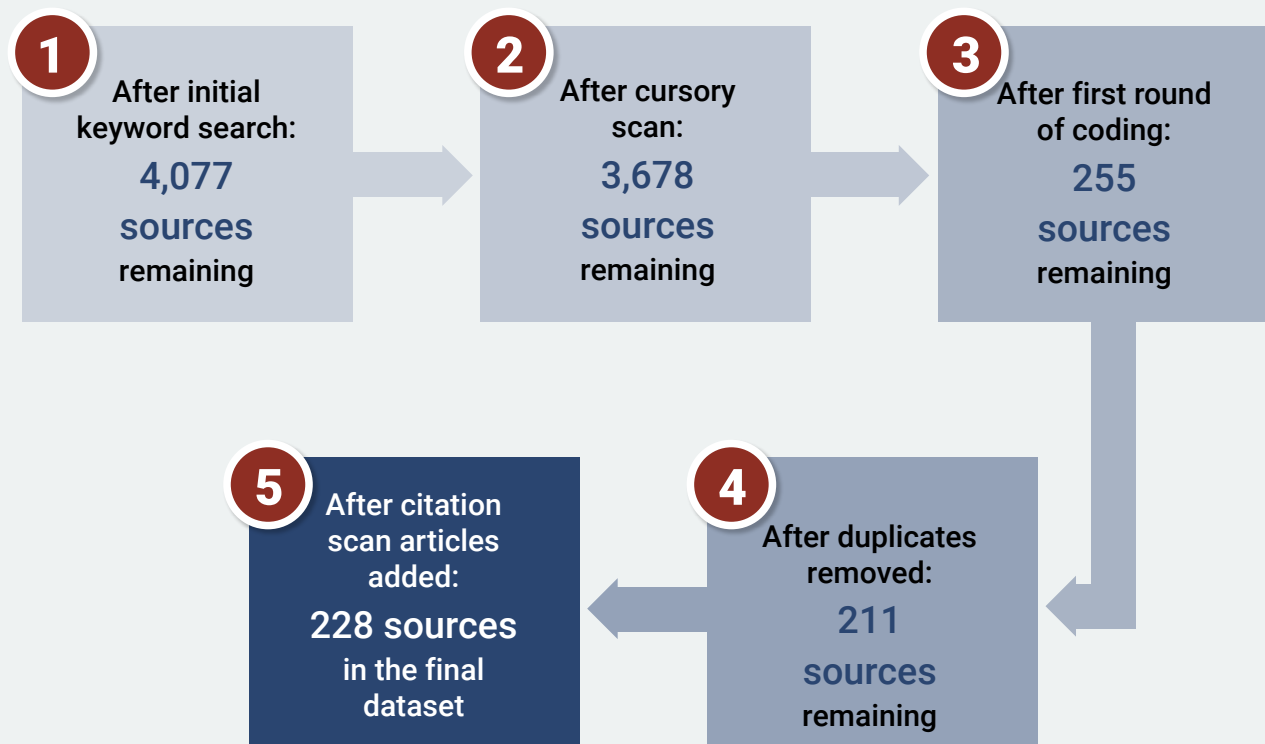 1
After initial
keyword search:
4,077
sources
remaining
2
After cursory
scan:
3,678
sources
remaining
3
After first round
of coding:
255
sources
remaining
4
After duplicates
removed:
211
sources
remaining
5
After citation
scan articles
added:
228 sources
in the final
dataset